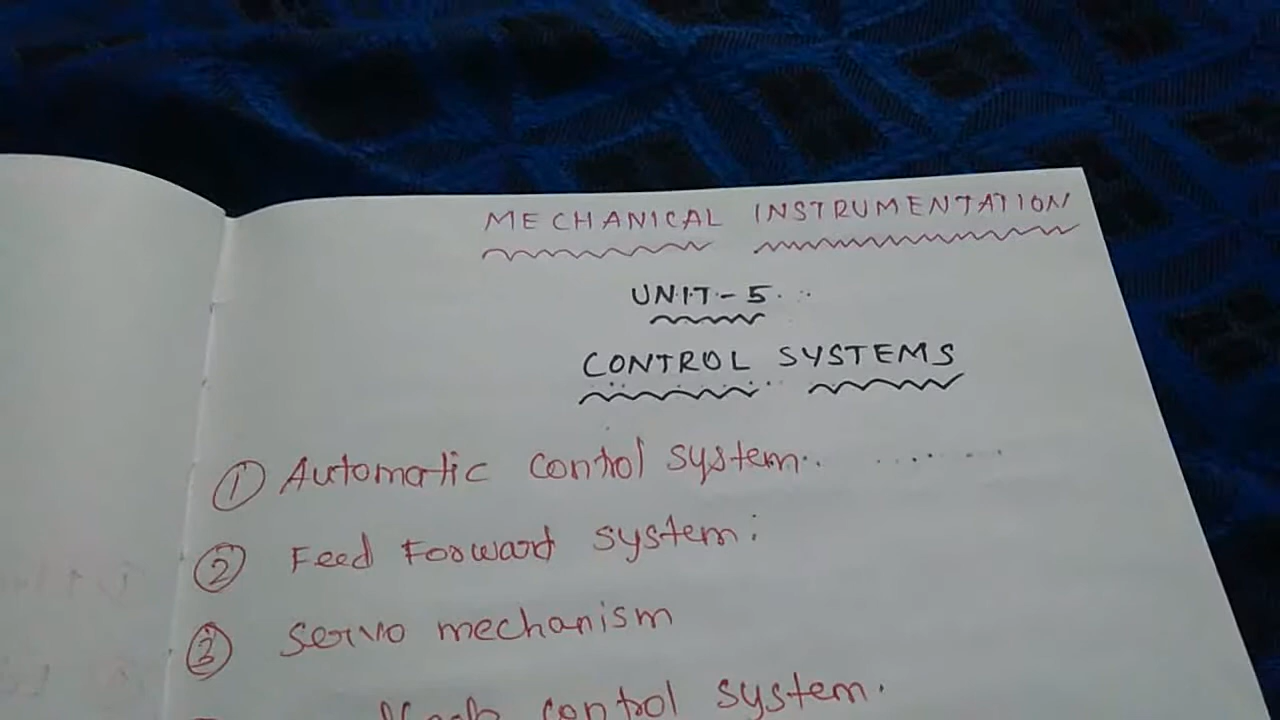 MECHANICAL INSTRUMENTATION
UNIT-5
CONTROL SYSTEMS
① Automatic control system..
② Feed Forward system:
③ Servo mechanism
control system.